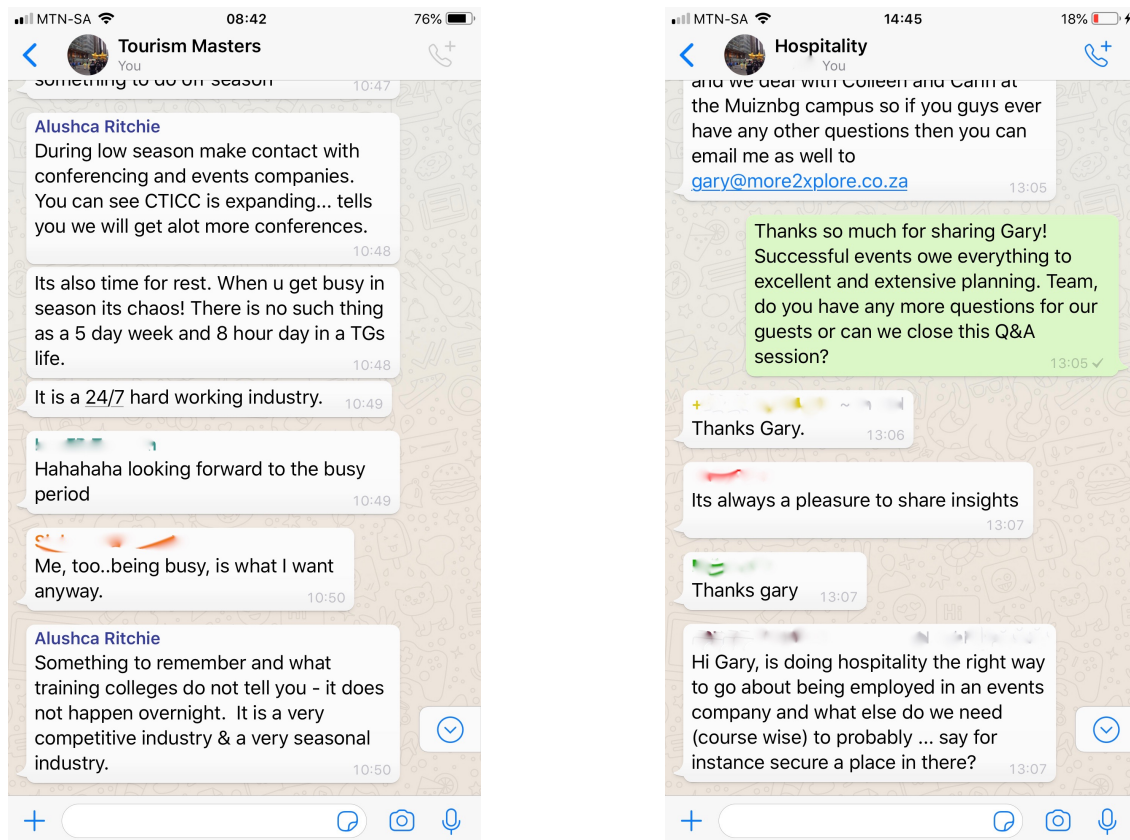 MTN-SA 08:42 76%
Tourism Masters
You
something to do off season
10:47
Alushca Ritchie
During low season make contact with
conferencing and events companies.
You can see CTICC is expanding... tells
you we will get alot more conferences.
10:48
Its also time for rest. When u get busy in
season its chaos! There is no such thing
as a 5 day week and 8 hour day in a TGs
life.
10:48
It is a 24/7 hard working industry. 10:49
Hahahaha looking forward to the busy
period
10:49
Me, too..being busy, is what I want
anyway.
10:50
Alushca Ritchie
Something to remember and what
training colleges do not tell you - it does
not happen overnight. It is a very
competitive industry & a very seasonal
industry.
10:50
MTN-SA 14:45 18%
Hospitality
You
and we deal with Colleen and Cahn at
the Muiznbg campus so if you guys ever
have any other questions then you can
email me as well to
gary@more2xplore.co.za
13:05
Thanks so much for sharing Gary!
Successful events owe everything to
excellent and extensive planning. Team,
do you have any more questions for our
guests or can we close this Q&A
session?
13:05
Thanks Gary. 13:06
Its always a pleasure to share insights
13:07
Thanks gary 13:07
Hi Gary, is doing hospitality the right way
to go about being employed in an events
company and what else do we need
(course wise) to probably ... say for
instance secure a place in there?
13:07